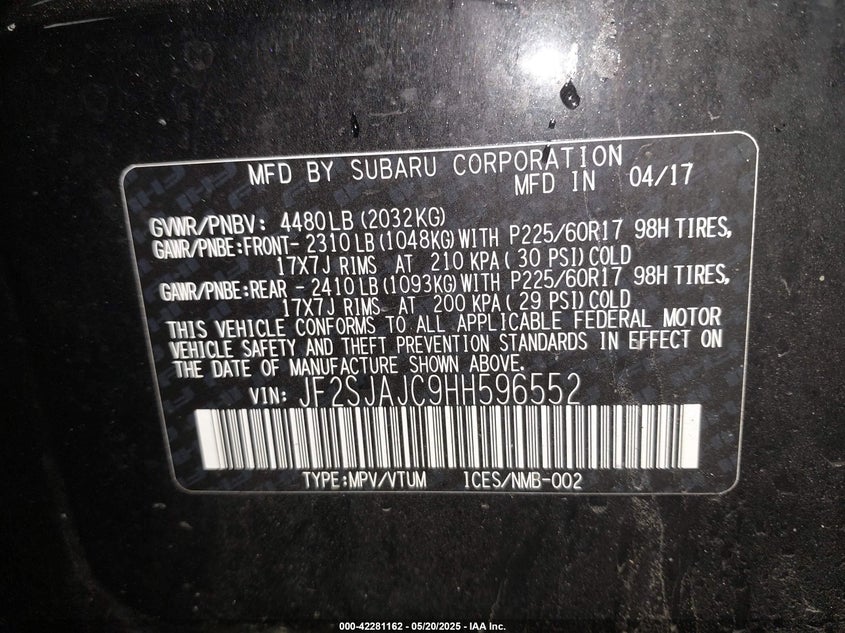 MFD BY SUBARU CORPORATION
MFD IN 04/17
GVWR/PNBV: 4480LB(2032KG)
GAWR/PNBE:FRONT- 2310LB(1048KG)WITH P225/60R17 98H TIRES,
17X7J RIMS AT 210 KPA( 30 PSI)COLD
GAWR/PNBE:REAR - 2410LB(1093KG)WITH P225/60R17 98H TIRES,
17X7J RIMS AT 200 KPA( 29 PSI)COLD
THIS VEHICLE CONFORMS TO ALL APPLICABLE FEDERAL MOTOR
VEHICLE SAFETY AND THEFT PREVENTION STANDARDS IN EFFECT ON
THE DATE OF MANUFACTURE SHOWN ABOVE.
VIN: JF2SJAJC9HH596552
TYPE:MPV/VTUM ICES/NMB-002
000-42281162 - 05/20/2025 - IAA Inc.